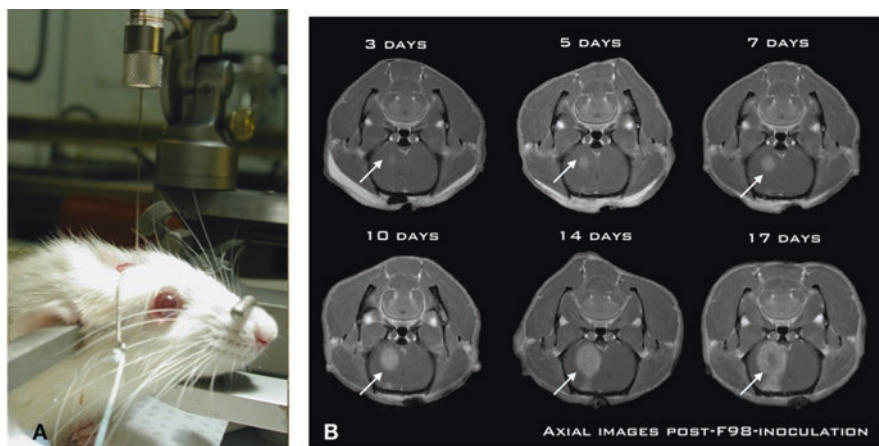 A
3 DAYS
5 DAYS
7 DAYS
10 DAYS
14 DAYS
17 DAYS
B
AXIAL IMAGES POST-F98-INOCULATION